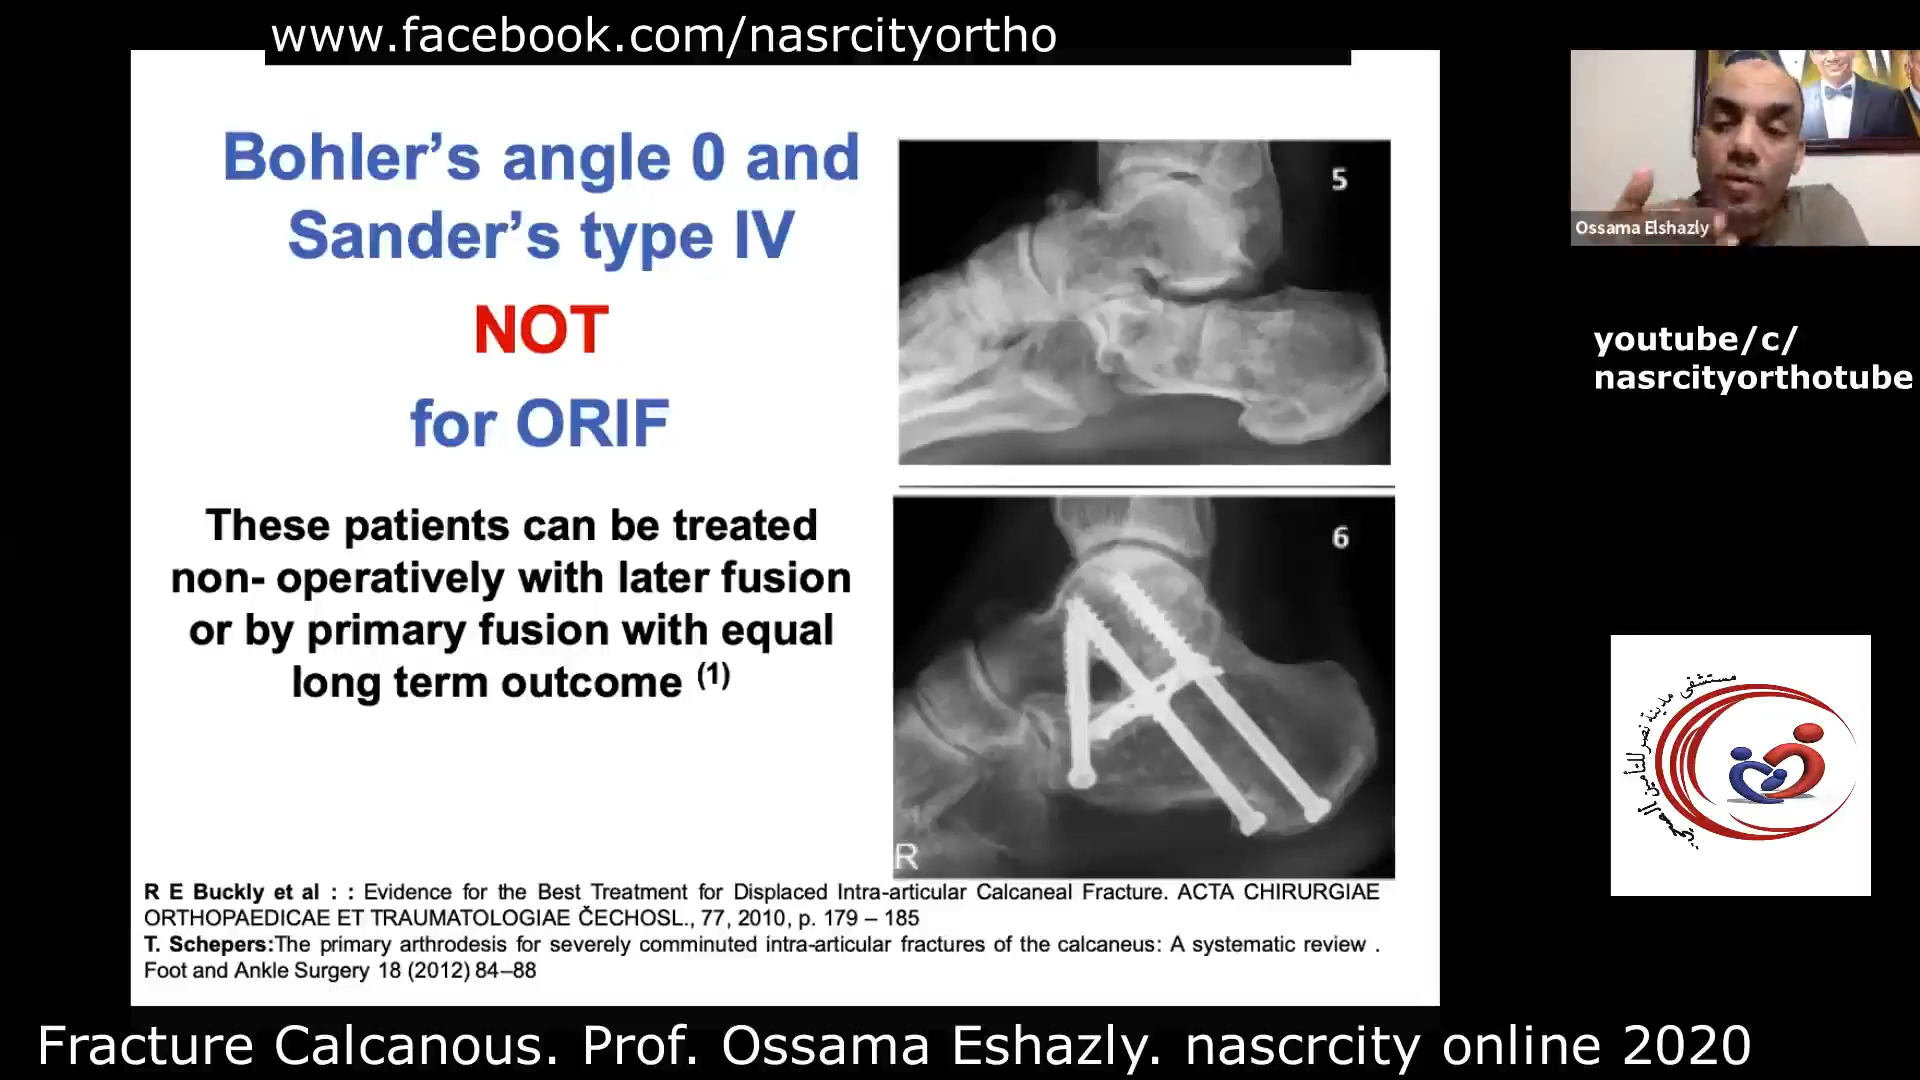 www.facebook.com/nasrcityortho
Bohler's angle 0 and
Sander's type IV
NOT
for ORIF
These patients can be treated
non- operatively with later fusion
or by primary fusion with equal
long term outcome (1)
5
6
R
R E Buckly et al : : Evidence for the Best Treatment for Displaced Intra-articular Calcaneal Fracture. ACTA CHIRURGIAE
ORTHOPAEDICAE ET TRAUMATOLOGIAE ČECHOSL., 77, 2010, p. 179 – 185
T. Schepers:The primary arthrodesis for severely comminuted intra-articular fractures of the calcaneus: A systematic review .
Foot and Ankle Surgery 18 (2012) 84–88
Ossama Elshazly
youtube/c/
nasrcityorthotube
مستشفى مدينة نصر للتأمين الصحي
Fracture Calcanous. Prof. Ossama Eshazly. nascrcity online 2020